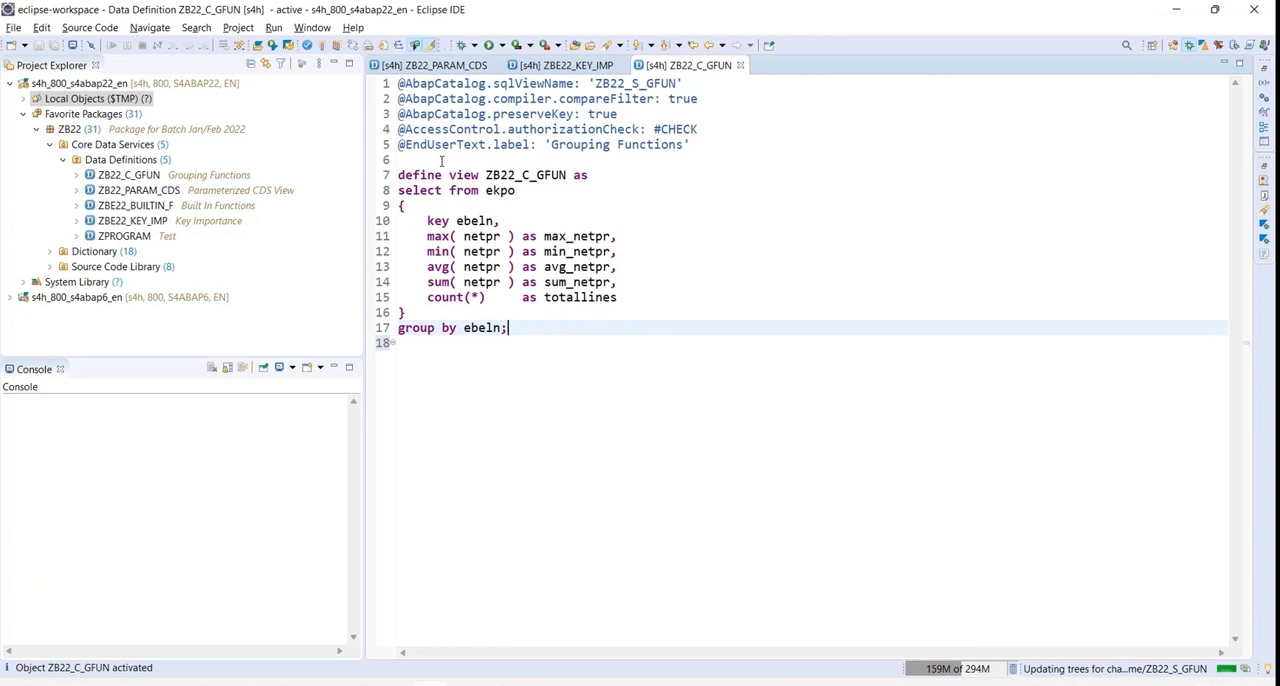 eclipse-workspace - Data Definition ZB22_C_GFUN [s4h] - active - s4h_800_s4abap22_en - Eclipse IDE
File Edit Source Code Navigate Search Project Run Window Help
Project Explorer
[s4h] ZB22_PARAM_CDS [s4h] ZBE22_KEY_IMP [s4h] ZB22_C_GFUN
s4h_800_s4abap22_en [s4h, 800, S4ABAP22, EN]
Local Objects ($TMP) (?)
Favorite Packages (31)
ZB22 (31) Package for Batch Jan/Feb 2022
Core Data Services (5)
Data Definitions (5)
ZB22_C_GFUN Grouping Functions
ZB22_PARAM_CDS Parameterized CDS View
ZBE22_BUILTIN_F Built In Functions
ZBE22_KEY_IMP Key Importance
ZPROGRAM Test
Dictionary (18)
Source Code Library (8)
System Library (?)
s4h_800_s4abap6_en [s4h, 800, S4ABAP6, EN]
1 @AbapCatalog.sqlViewName: 'ZB22_S_GFUN'
2 @AbapCatalog.compiler.compareFilter: true
3 @AbapCatalog.preserveKey: true
4 @AccessControl.authorizationCheck: #CHECK
5 @EndUserText.label: 'Grouping Functions'
6
7 define view ZB22_C_GFUN as
8 select from ekpo
9 {
10 key ebeln,
11 max( netpr ) as max_netpr,
12 min( netpr ) as min_netpr,
13 avg( netpr ) as avg_netpr,
14 sum( netpr ) as sum_netpr,
15 count(*) as totallines
16 }
17 group by ebeln;
18
Console
Console
Object ZB22_C_GFUN activated
159M of 294M
Updating trees for cha...me/ZB22_S_GFUN